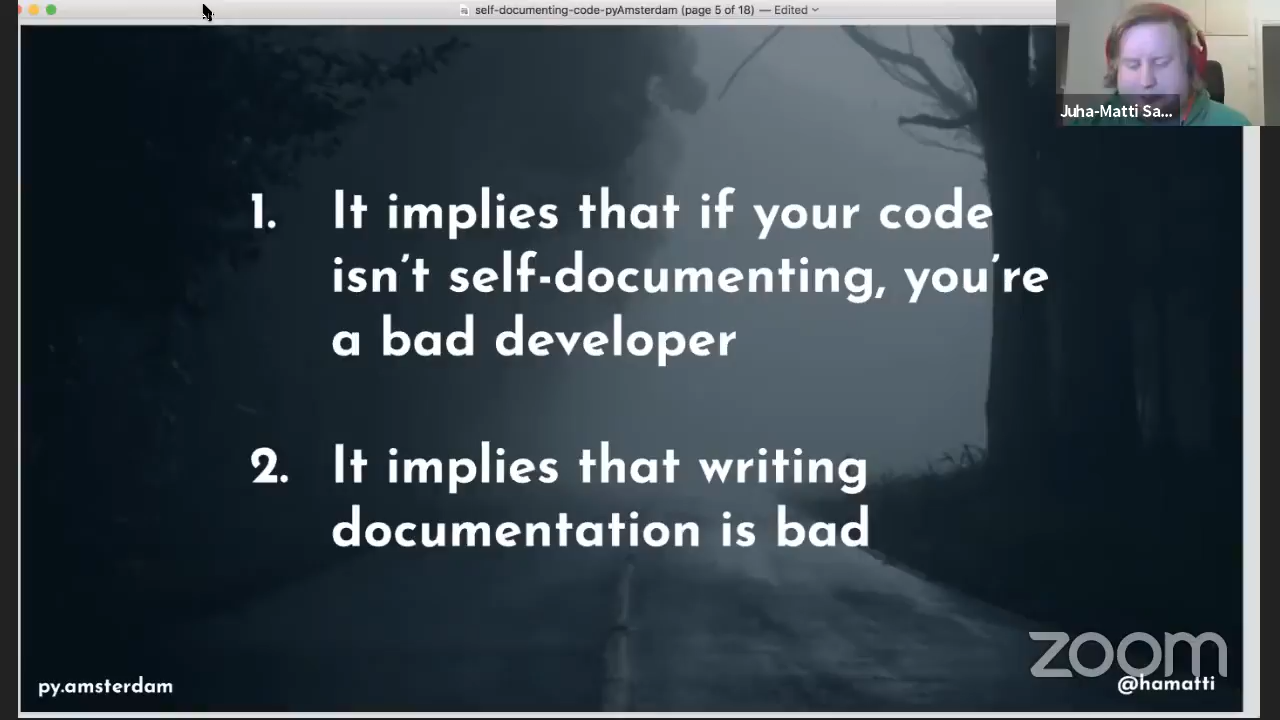 self-documenting-code-pyAmsterdam (page 5 of 18) — Edited
Juha-Matti Sa...
1. It implies that if your code
isn't self-documenting, you're
a bad developer
2. It implies that writing
documentation is bad
zoom
py.amsterdam
@hamatti